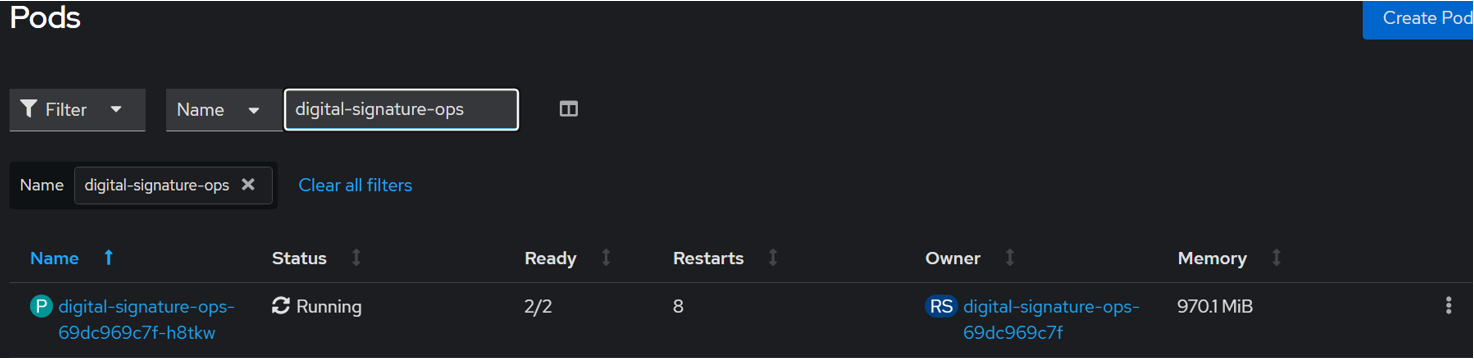 Pods
Create Pod
Filter Name digital-signature-ops
Name digital-signature-ops Clear all filters
Name Status Ready Restarts Owner Memory
P digital-signature-ops- Running 2/2 8 RS digital-signature-ops- 970.1 MiB
69dc969c7f-h8tkw 69dc969c7f